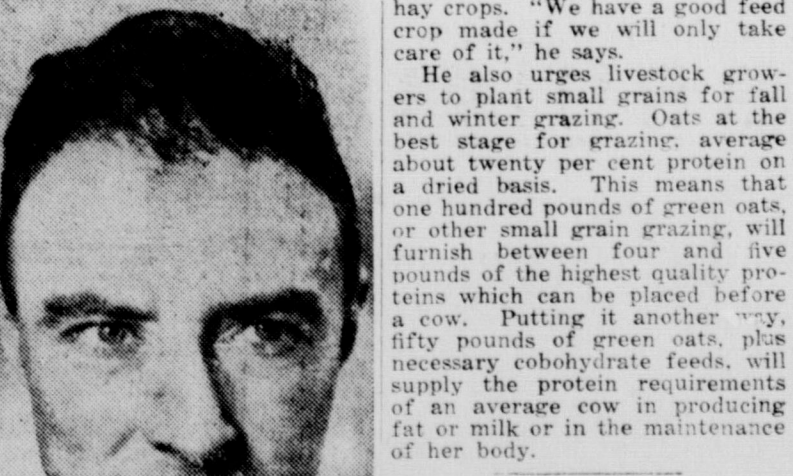 hay crops. "We have a good feed
crop made if we will only take
care of it," he says.
He also urges livestock grow-
ers to plant small grains for fall
and winter grazing. Oats at the
best stage for grazing, average
about twenty per cent protein on
a dried basis. This means that
one hundred pounds of green oats,
or other small grain grazing, will
furnish between four and five
pounds of the highest quality pro-
teins which can be placed before
a cow. Putting it another way,
fifty pounds of green oats, plus
necessary cobohydrate feeds, will
supply the protein requirements
of an average cow in producing
fat or milk or in the maintenance
of her body.